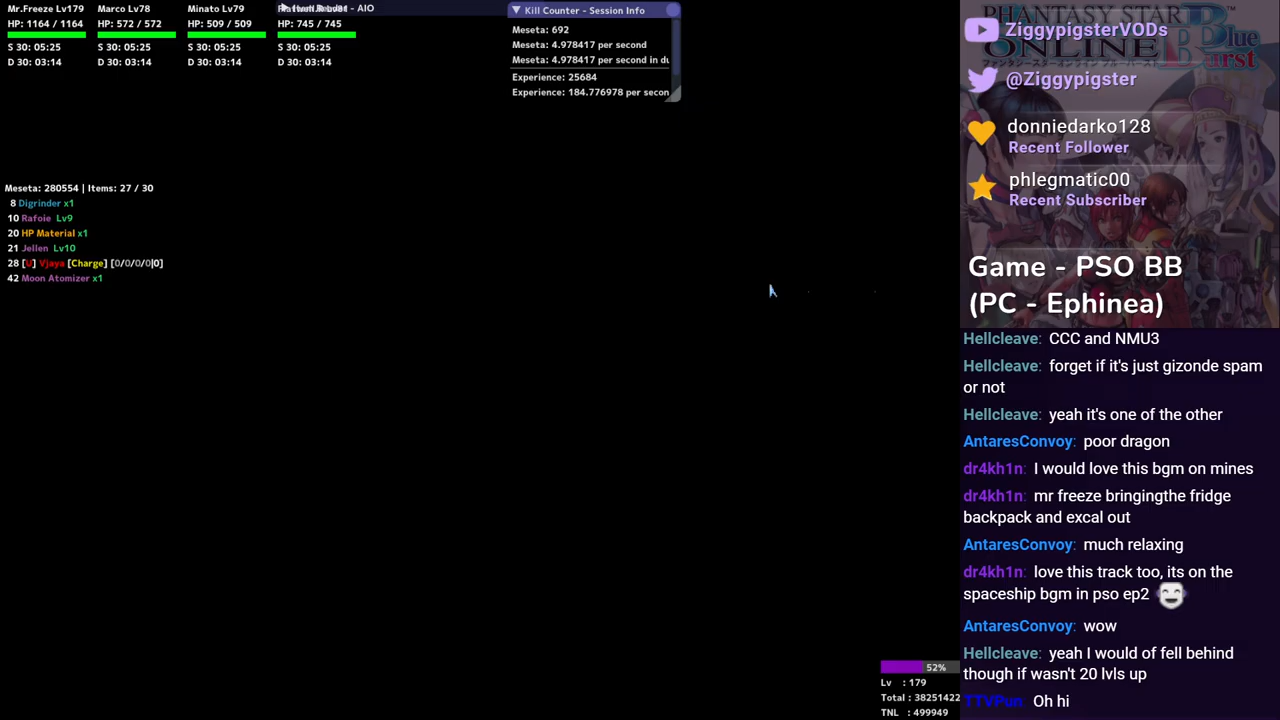 Mr.Freeze Lv179
HP: 1164 / 1164
S 30: 05:25
D 30: 03:14
Marco Lv78
HP: 572 / 572
S 30: 05:25
D 30: 03:14
Minato Lv79
HP: 509 / 509
S 30: 05:25
D 30: 03:14
- AIO
HP: 745 / 745
S 30: 05:25
D 30: 03:14
Kill Counter - Session Info
Meseta: 692
Meseta: 4.978417 per second
Meseta: 4.978417 per second in du
Experience: 25684
Experience: 184.776978 per secon
Meseta: 280554 | Items: 27 / 30
8 Digrinder x1
10 Rafoie Lv9
20 HP Material x1
21 Jellen Lv10
28 [U] Vjaya [Charge] [0/0/0/0|0]
42 Moon Atomizer x1
52%
Lv : 179
Total : 38251422
TNL : 499949
PHANTASY STAR
ONLINE Blue Burst
ZiggypigsterVODs
@Ziggypigster
donniedarko128
Recent Follower
phlegmatic00
Recent Subscriber
Game - PSO BB
(PC - Ephinea)
Hellcleave: CCC and NMU3
Hellcleave: forget if it's just gizonde spam
or not
Hellcleave: yeah it's one of the other
AntaresConvoy: poor dragon
dr4kh1n: I would love this bgm on mines
dr4kh1n: mr freeze bringingthe fridge
backpack and excal out
AntaresConvoy: much relaxing
dr4kh1n: love this track too, its on the
spaceship bgm in pso ep2
AntaresConvoy: wow
Hellcleave: yeah I would of fell behind
though if wasn't 20 lvls up
TTVPun: Oh hi